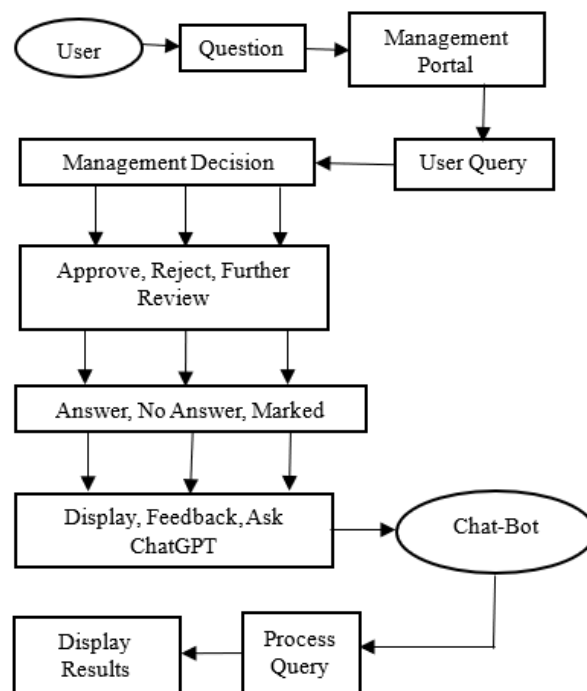 User
Question
Management
Portal
User Query
Management Decision
Approve, Reject, Further
Review
Answer, No Answer, Marked
Display, Feedback, Ask
ChatGPT
Chat-Bot
Process
Query
Display
Results